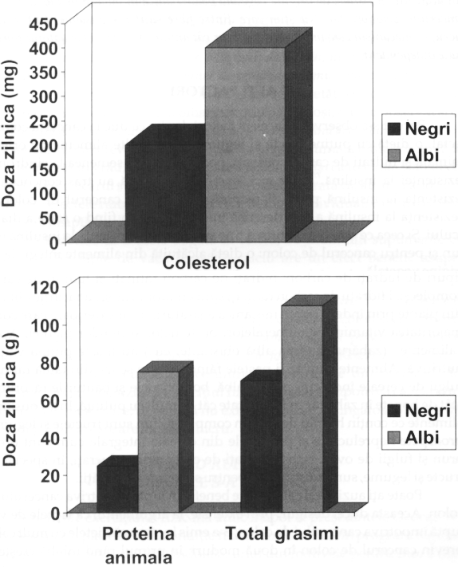 Doza zilnica (mg)
450
400
350
300
250
200
150
100
50
0
Colesterol
Negri
Albi
Doza zilnica (g)
120
100
80
60
40
20
0
Proteina
animala
Total grasimi
Negri
Albi